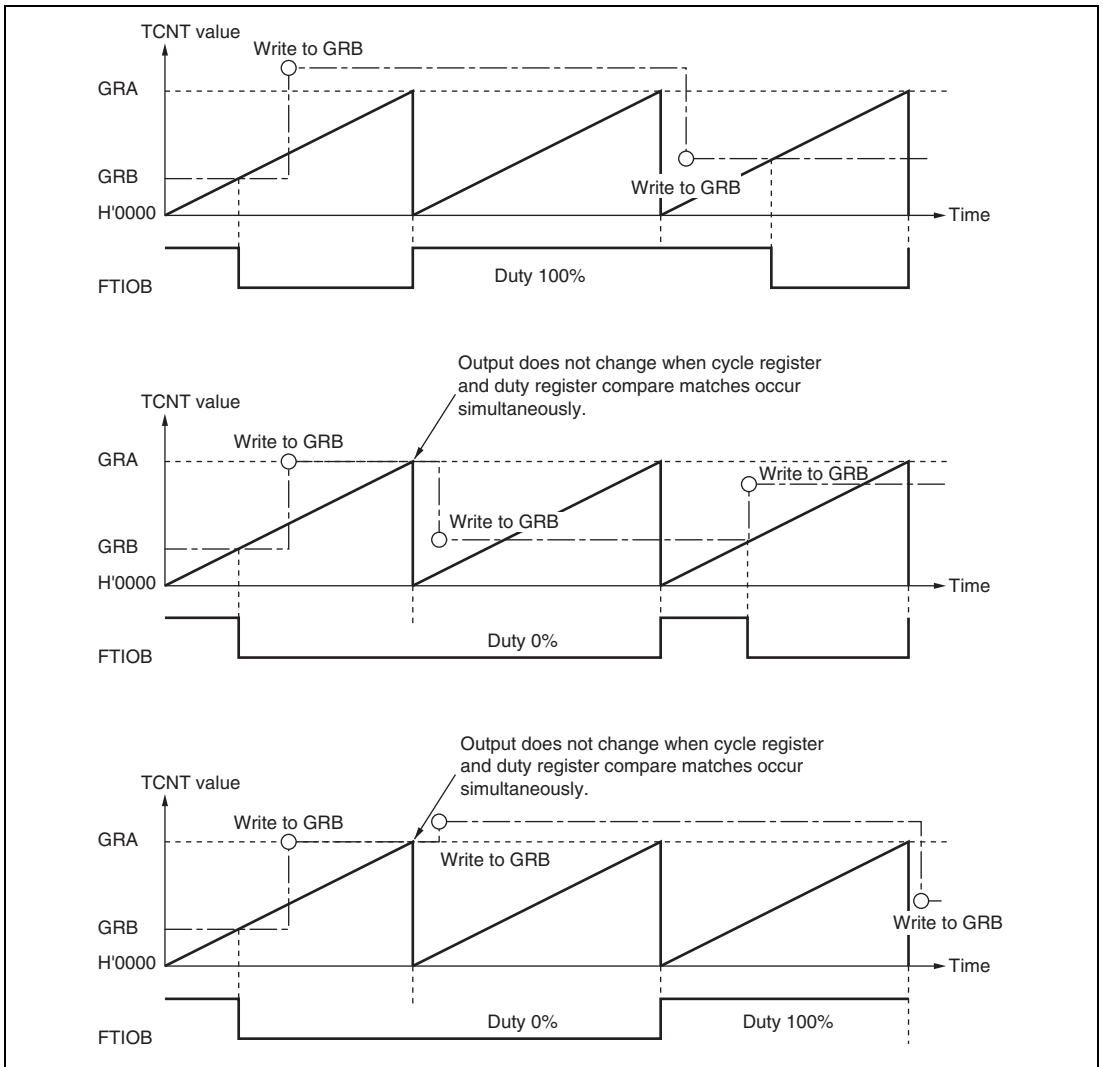 TCNT value
Write to GRB
GRA
GRB
Write to GRB
H'0000
Time
FTIOB
Duty 100%
Output does not change when cycle register
and duty register compare matches occur
simultaneously.
TCNT value
Write to GRB
GRA
Write to GRB
Write to GRB
GRB
H'0000
Time
FTIOB
Duty 0%
Output does not change when cycle register
and duty register compare matches occur
simultaneously.
TCNT value
Write to GRB
GRA
Write to GRB
GRB
Write to GRB
H'0000
Time
FTIOB
Duty 0%
Duty 100%